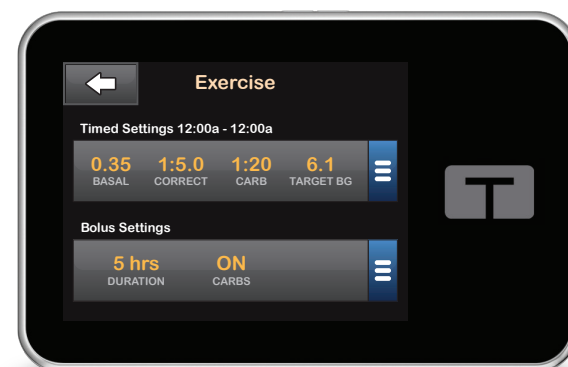 Exercise
Timed Settings 12:00a - 12:00a
0.35 1:5.0 1:20 6.1
BASAL CORRECT CARB TARGET BG
Bolus Settings
5 hrs ON
DURATION CARBS
T